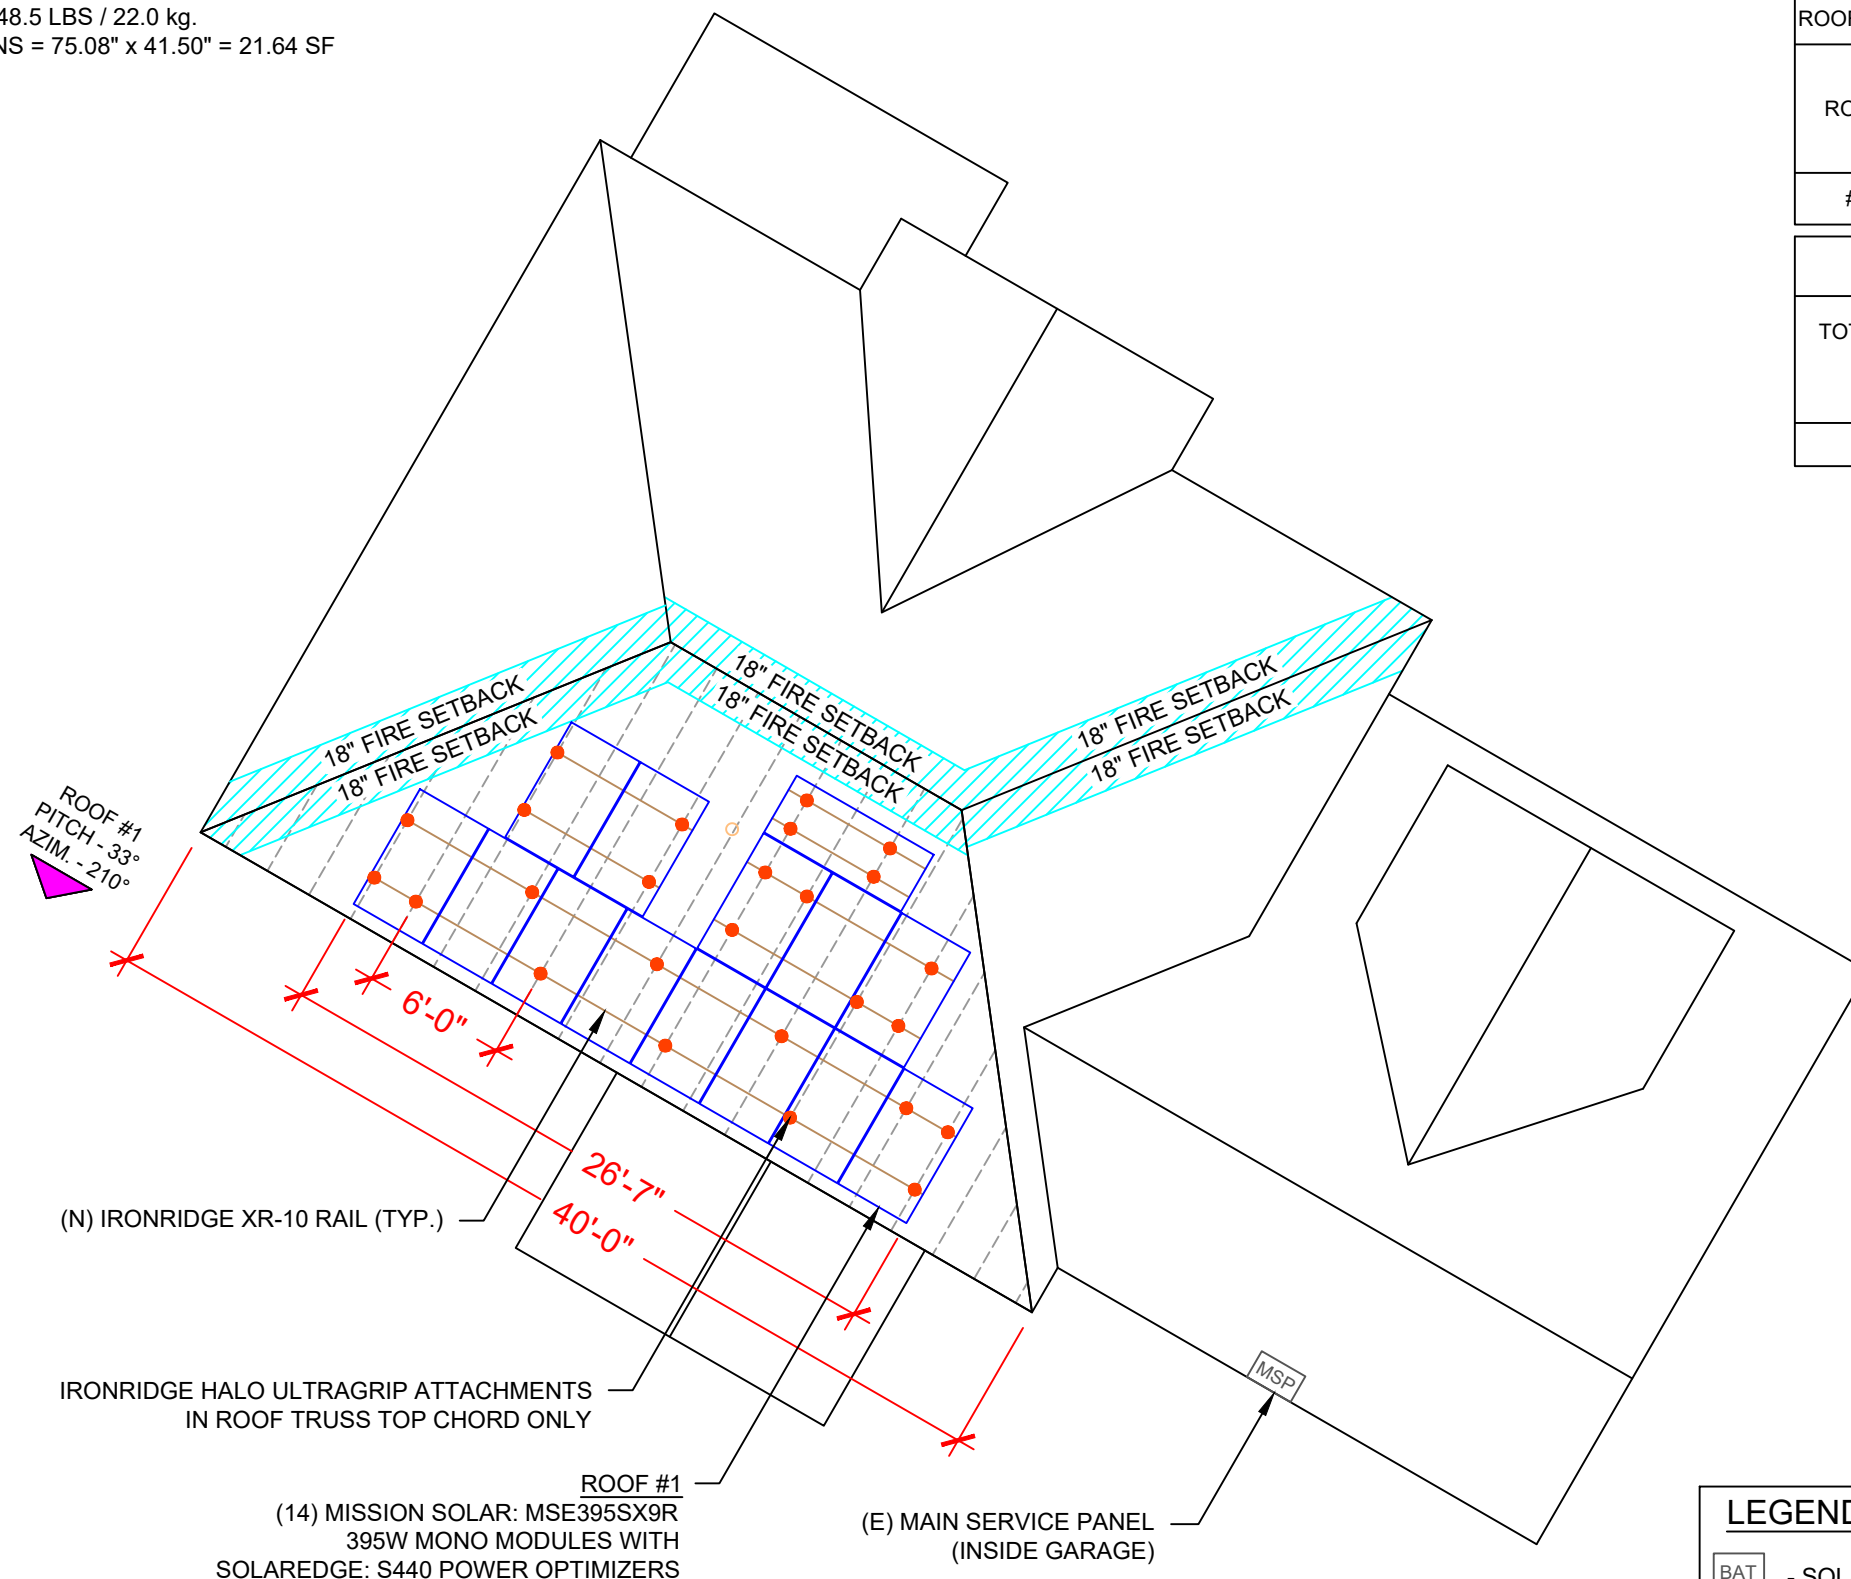 48.5 LBS / 22.0 kg.
NS = 75.08" x 41.50" = 21.64 SF
ROOF
#
TO
18" FIRE SETBACK
18" FIRE SETBACK
18" FIRE SETBACK
18" FIRE SETBACK
18" FIRE SETBACK
18" FIRE SETBACK
ROOF #1
PITCH - 33°
AZIM. - 210°
6'-0"
26'-7"
40'-0"
(N) IRONRIDGE XR-10 RAIL (TYP.)
IRONRIDGE HALO ULTRAGRIP ATTACHMENTS
IN ROOF TRUSS TOP CHORD ONLY
ROOF #1
(14) MISSION SOLAR: MSE395SX9R
395W MONO MODULES WITH
SOLAREDGE: S440 POWER OPTIMIZERS
MSP
(E) MAIN SERVICE PANEL
(INSIDE GARAGE)
LEGEND
BAT - SOL